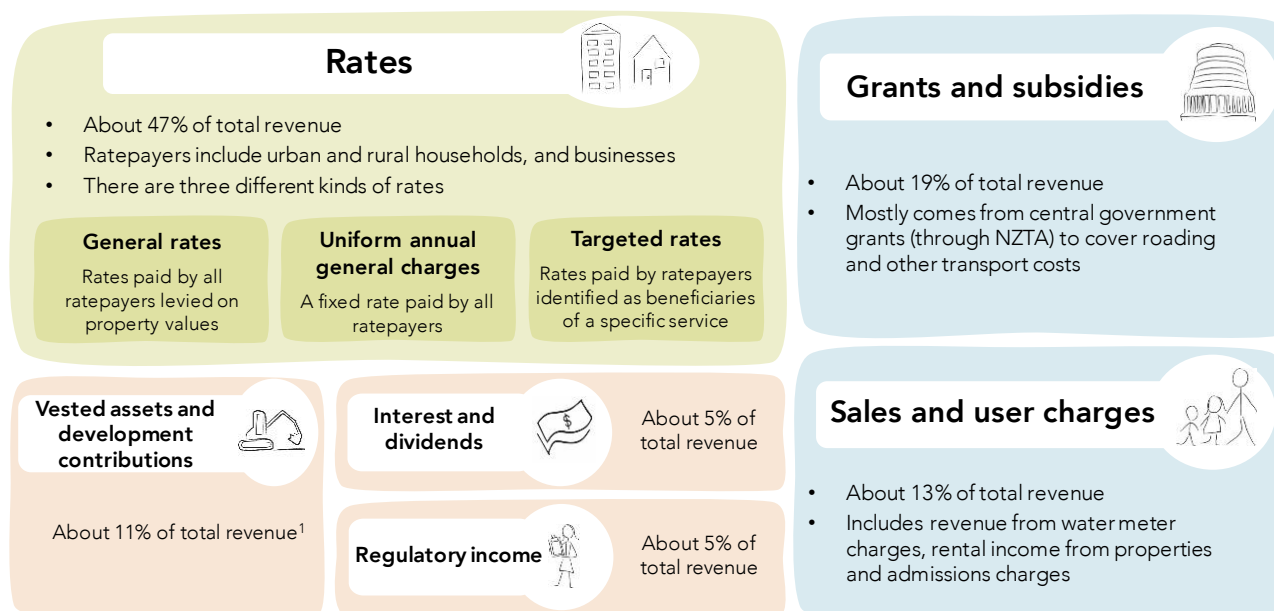 Rates
• About 47% of total revenue
• Ratepayers include urban and rural households, and businesses
• There are three different kinds of rates
General rates
Rates paid by all
ratepayers levied on
property values
Uniform annual
general charges
A fixed rate paid by all
ratepayers
Targeted rates
Rates paid by ratepayers
identified as beneficiaries
of a specific service
Grants and subsidies
• About 19% of total revenue
• Mostly comes from central government
grants (through NZTA) to cover roading
and other transport costs
Vested assets and
development
contributions
About 11% of total revenue¹
Interest and
dividends
$
About 5% of
total revenue
Regulatory income
About 5% of
total revenue
Sales and user charges
• About 13% of total revenue
• Includes revenue from water meter
charges, rental income from properties
and admissions charges